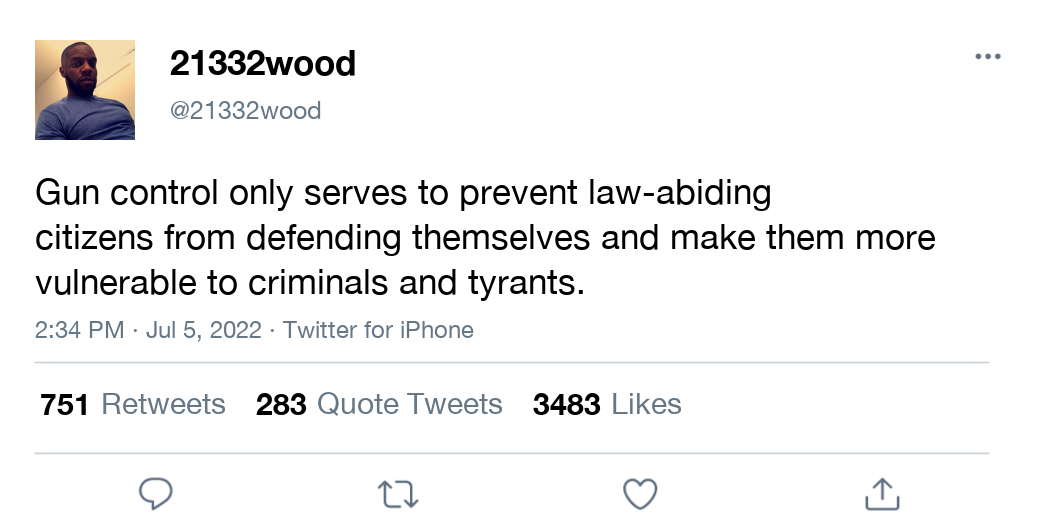 21332wood
@21332wood
Gun control only serves to prevent law-abiding
citizens from defending themselves and make them more
vulnerable to criminals and tyrants.
2:34 PM · Jul 5, 2022 · Twitter for iPhone
751 Retweets 283 Quote Tweets 3483 Likes